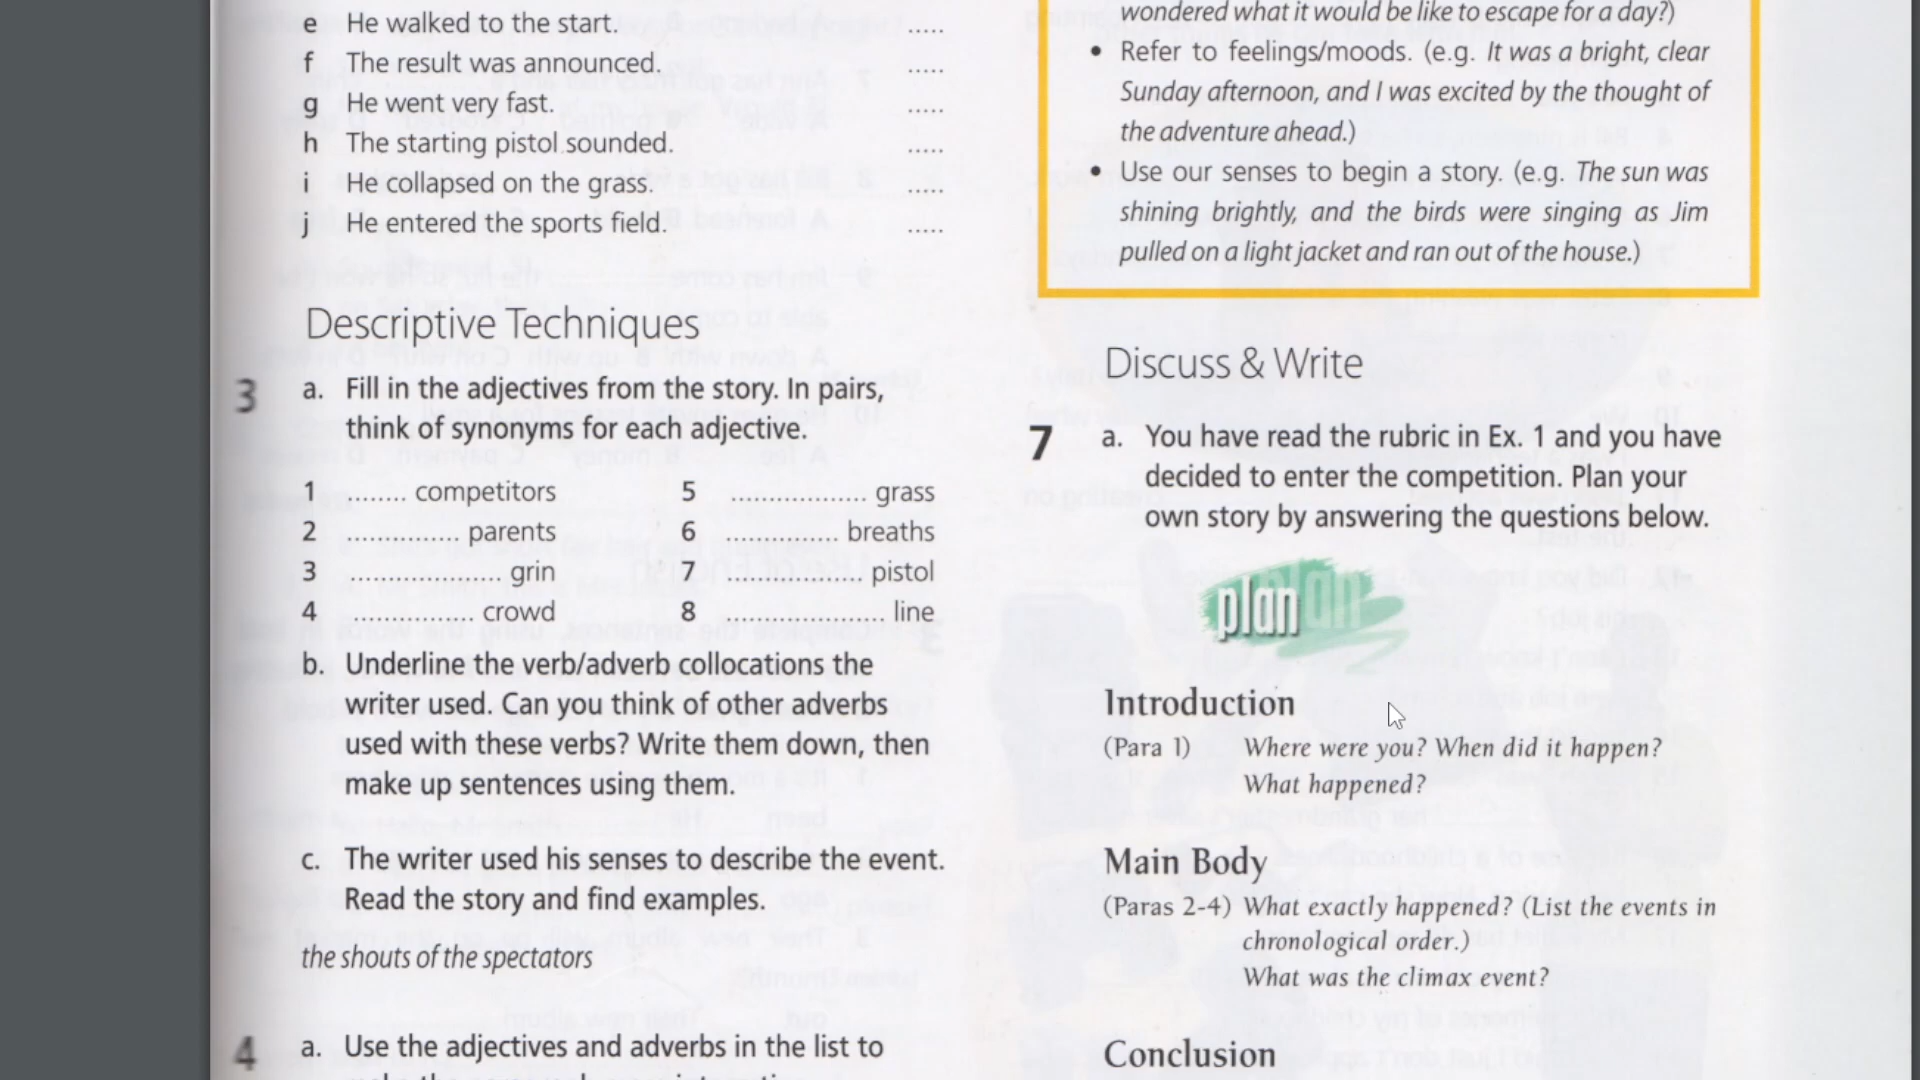 e He walked to the start. .....
f The result was announced. .....
g He went very fast. .....
h The starting pistol sounded. .....
i He collapsed on the grass. .....
j He entered the sports field. .....
Descriptive Techniques
3 a. Fill in the adjectives from the story. In pairs,
think of synonyms for each adjective.
1 ........ competitors 5 ................... grass
2 ............... parents 6 ............... breaths
3 .................... grin 7 .................. pistol
4 ................ crowd 8 ..................... line
b. Underline the verb/adverb collocations the
writer used. Can you think of other adverbs
used with these verbs? Write them down, then
make up sentences using them.
c. The writer used his senses to describe the event.
Read the story and find examples.
the shouts of the spectators
4 a. Use the adjectives and adverbs in the list to
wondered what it would be like to escape for a day?)
• Refer to feelings/moods. (e.g. It was a bright, clear
Sunday afternoon, and I was excited by the thought of
the adventure ahead.)
• Use our senses to begin a story. (e.g. The sun was
shining brightly, and the birds were singing as Jim
pulled on a light jacket and ran out of the house.)
Discuss & Write
7 a. You have read the rubric in Ex. 1 and you have
decided to enter the competition. Plan your
own story by answering the questions below.
plan
Introduction
(Para 1) Where were you? When did it happen?
What happened?
Main Body
(Paras 2-4) What exactly happened? (List the events in
chronological order.)
What was the climax event?
Conclusion